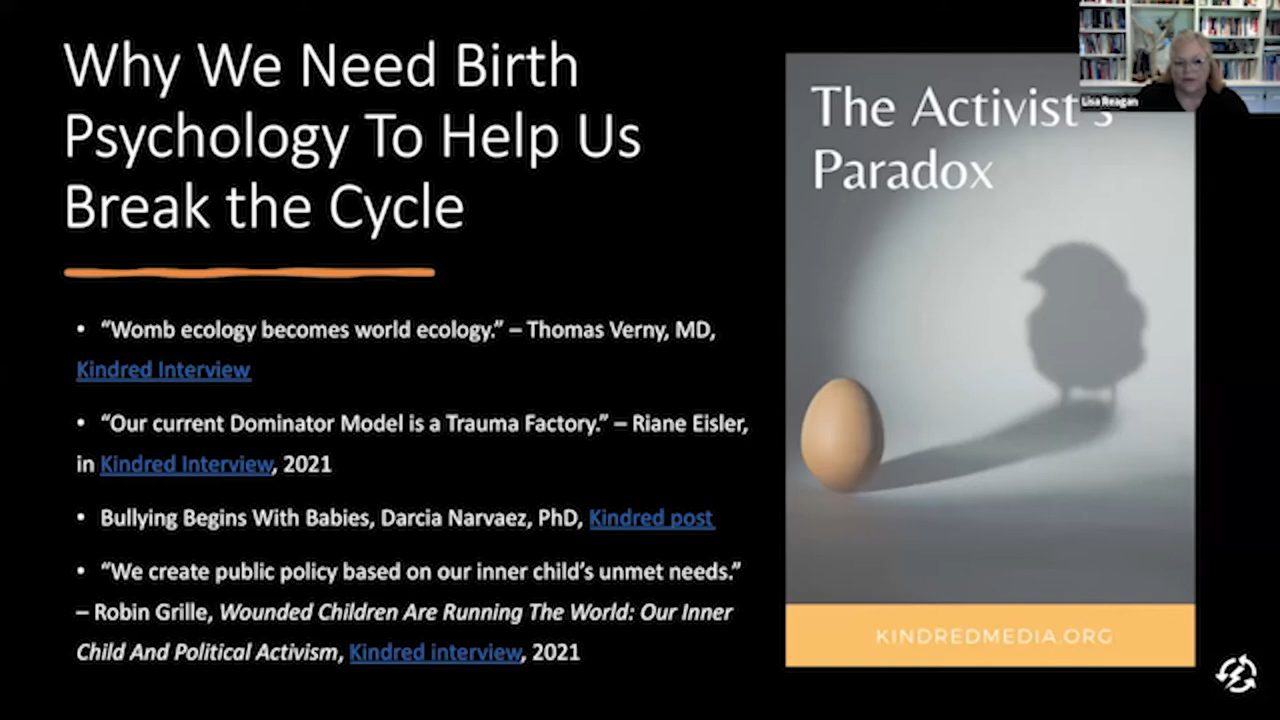 Why We Need Birth
Psychology To Help Us
Break the Cycle
• “Womb ecology becomes world ecology.” – Thomas Verny, MD,
Kindred Interview
• “Our current Dominator Model is a Trauma Factory.” – Riane Eisler,
in Kindred Interview, 2021
• Bullying Begins With Babies, Darcia Narvaez, PhD, Kindred post
• “We create public policy based on our inner child’s unmet needs.”
– Robin Grille, Wounded Children Are Running The World: Our Inner
Child And Political Activism, Kindred interview, 2021
The Activist's
Paradox
KINDREDMEDIA.ORG
Lisa Reagan